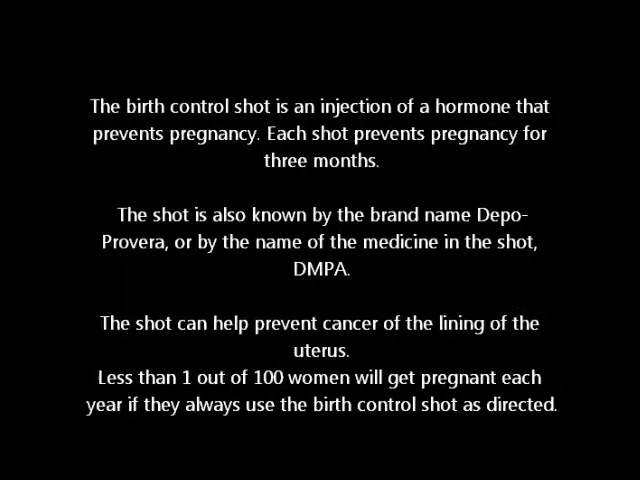 The birth control shot is an injection of a hormone that
prevents pregnancy. Each shot prevents pregnancy for
three months.
The shot is also known by the brand name Depo-
Provera, or by the name of the medicine in the shot,
DMPA.
The shot can help prevent cancer of the lining of the
uterus.
Less than 1 out of 100 women will get pregnant each
year if they always use the birth control shot as directed.